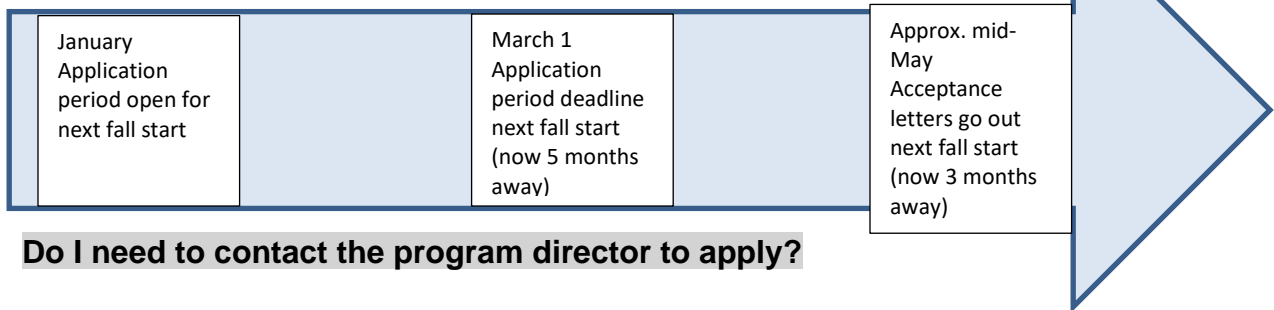 January
Application
period open for
next fall start
March 1
Application
period deadline
next fall start
(now 5 months
away)
Approx. mid-
May
Acceptance
letters go out
next fall start
(now 3 months
away)
Do I need to contact the program director to apply?